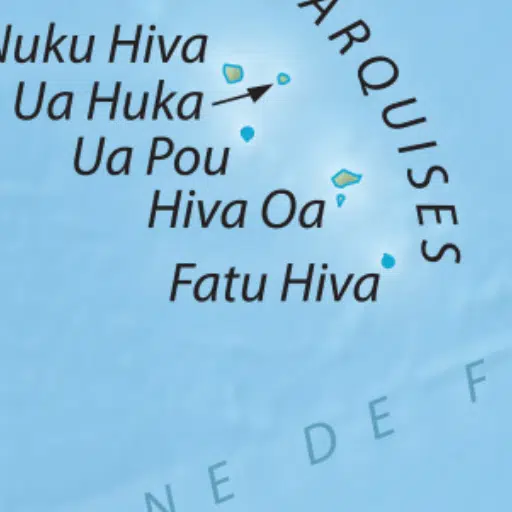 Nuku Hiva
Ua Huka
Ua Pou
Hiva Oa
Fatu Hiva
ARQUISES
NE DE F